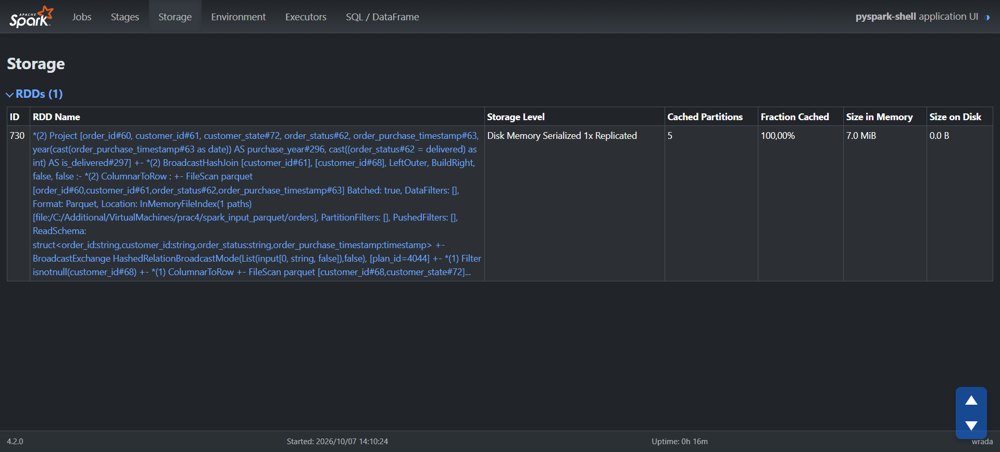 APACHE
Spark™
Jobs
Stages
Storage
Environment
Executors
SQL / DataFrame
pyspark-shell application UI
Storage
RDDs (1)
ID
RDD Name
Storage Level
Cached Partitions
Fraction Cached
Size in Memory
Size on Disk
730
*(2) Project [order_id#60, customer_id#61, customer_state#72, order_status#62, order_purchase_timestamp#63,
year(cast(order_purchase_timestamp#63 as date)) AS purchase_year#296, cast((order_status#62 = delivered) as
int) AS is_delivered#297] +- *(2) BroadcastHashJoin [customer_id#61], [customer_id#68], LeftOuter, BuildRight,
false, false :- *(2) ColumnarToRow : +- FileScan parquet
[order_id#60,customer_id#61,order_status#62,order_purchase_timestamp#63] Batched: true, DataFilters: [],
Format: Parquet, Location: InMemoryFileIndex(1 paths)
[file:/C:/Additional/VirtualMachines/prac4/spark_input_parquet/orders], PartitionFilters: [], PushedFilters: [],
ReadSchema:
struct<order_id:string,customer_id:string,order_status:string,order_purchase_timestamp:timestamp> +-
BroadcastExchange HashedRelationBroadcastMode(List(input[0, string, false]),false), [plan_id=4044] +- *(1) Filter
isnotnull(customer_id#68) +- *(1) ColumnarToRow +- FileScan parquet [customer_id#68,customer_state#72]...
Disk Memory Serialized 1x Replicated
5
100,00%
7.0 MiB
0.0 B
4.2.0
Started: 2026/10/07 14:10:24
Uptime: 0h 16m
wrada